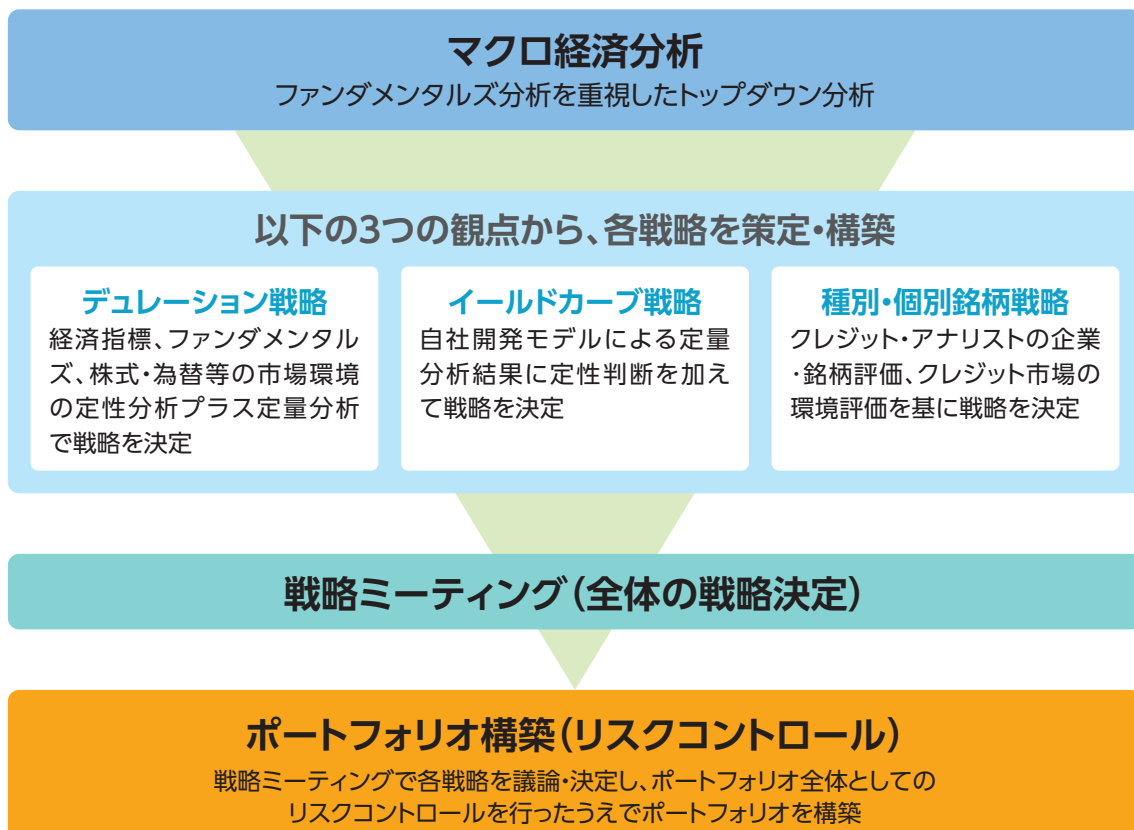 マクロ経済分析
ファンダメンタルズ分析を重視したトップダウン分析
以下の3つの観点から、各戦略を策定・構築
デュレーション戦略
経済指標、ファンダメンタル
ズ、株式・為替等の市場環境
の定性分析プラス定量分析
で戦略を決定
イールドカーブ戦略
自社開発モデルによる定量
分析結果に定性判断を加え
て戦略を決定
種別・個別銘柄戦略
クレジット・アナリストの企業
・銘柄評価、クレジット市場の
環境評価を基に戦略を決定
戦略ミーティング(全体の戦略決定)
ポートフォリオ構築(リスクコントロール)
戦略ミーティングで各戦略を議論・決定し、ポートフォリオ全体としての
リスクコントロールを行ったうえでポートフォリオを構築